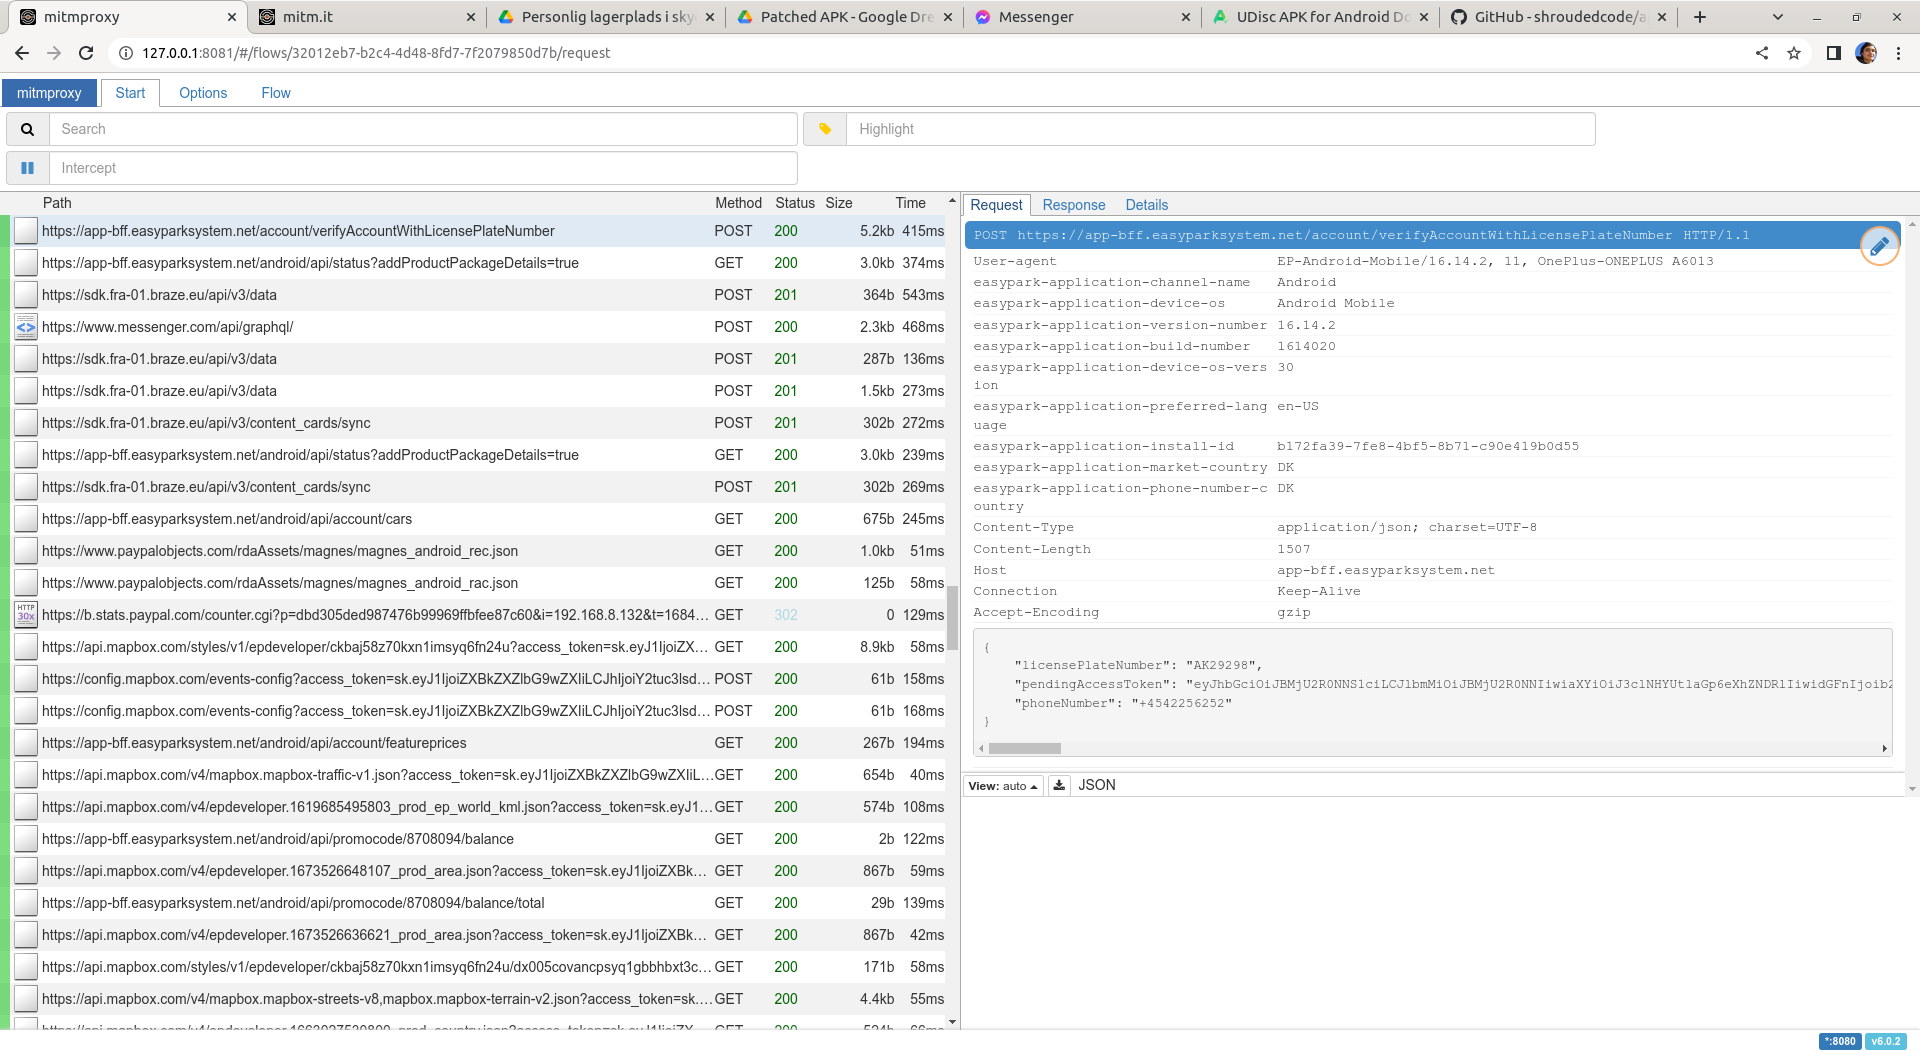 mitmproxy
mitm.it
Personlig lagerplads i sky
Patched APK - Google Dre
Messenger
UDisc APK for Android Do
GitHub - shroudedcode/a
127.0.0.1:8081/#/flows/32012eb7-b2c4-4d48-8fd7-7f2079850d7b/request
mitmproxy Start Options Flow
Search
Highlight
Intercept
Path Method Status Size Time
https://app-bff.easyparksystem.net/account/verifyAccountWithLicensePlateNumber POST 200 5.2kb 415ms
https://app-bff.easyparksystem.net/android/api/status?addProductPackageDetails=true GET 200 3.0kb 374ms
https://sdk.fra-01.braze.eu/api/v3/data POST 201 364b 543ms
https://www.messenger.com/api/graphql/ POST 200 2.3kb 468ms
https://sdk.fra-01.braze.eu/api/v3/data POST 201 287b 136ms
https://sdk.fra-01.braze.eu/api/v3/data POST 201 1.5kb 273ms
https://sdk.fra-01.braze.eu/api/v3/content_cards/sync POST 201 302b 272ms
https://app-bff.easyparksystem.net/android/api/status?addProductPackageDetails=true GET 200 3.0kb 239ms
https://sdk.fra-01.braze.eu/api/v3/content_cards/sync POST 201 302b 269ms
https://app-bff.easyparksystem.net/android/api/account/cars GET 200 675b 245ms
https://www.paypalobjects.com/rdaAssets/magnes/magnes_android_rec.json GET 200 1.0kb 51ms
https://www.paypalobjects.com/rdaAssets/magnes/magnes_android_rac.json GET 200 125b 58ms
HTTP 30x https://b.stats.paypal.com/counter.cgi?p=dbd305ded987476b99969ffbfee87c60&i=192.168.8.132&t=1684… GET 302 0 129ms
https://api.mapbox.com/styles/v1/epdeveloper/ckbaj58z70kxn1imsyq6fn24u?access_token=sk.eyJ1IjoiZX… GET 200 8.9kb 58ms
https://config.mapbox.com/events-config?access_token=sk.eyJ1IjoiZXBkZXZlbG9wZXIiLCJhIjoiY2tuc3lsd… POST 200 61b 158ms
https://config.mapbox.com/events-config?access_token=sk.eyJ1IjoiZXBkZXZlbG9wZXIiLCJhIjoiY2tuc3lsd… POST 200 61b 168ms
https://app-bff.easyparksystem.net/android/api/account/featureprices GET 200 267b 194ms
https://api.mapbox.com/v4/mapbox.mapbox-traffic-v1.json?access_token=sk.eyJ1IjoiZXBkZXZlbG9wZXIiL… GET 200 654b 40ms
https://api.mapbox.com/v4/epdeveloper.1619685495803_prod_ep_world_kml.json?access_token=sk.eyJ1… GET 200 574b 108ms
https://app-bff.easyparksystem.net/android/api/promocode/8708094/balance GET 200 2b 122ms
https://api.mapbox.com/v4/epdeveloper.1673526648107_prod_area.json?access_token=sk.eyJ1IjoiZXBk… GET 200 867b 59ms
https://app-bff.easyparksystem.net/android/api/promocode/8708094/balance/total GET 200 29b 139ms
https://api.mapbox.com/v4/epdeveloper.1673526636621_prod_area.json?access_token=sk.eyJ1IjoiZXBk… GET 200 867b 42ms
https://api.mapbox.com/styles/v1/epdeveloper/ckbaj58z70kxn1imsyq6fn24u/dx005covancpsyq1gbbhbxt3c… GET 200 171b 58ms
https://api.mapbox.com/v4/mapbox.mapbox-streets-v8,mapbox.mapbox-terrain-v2.json?access_token=sk.… GET 200 4.4kb 55ms
Request Response Details
POST https://app-bff.easyparksystem.net/account/verifyAccountWithLicensePlateNumber HTTP/1.1
User-agent EP-Android-Mobile/16.14.2, 11, OnePlus-ONEPLUS A6013
easypark-application-channel-name Android
easypark-application-device-os Android Mobile
easypark-application-version-number 16.14.2
easypark-application-build-number 1614020
easypark-application-device-os-vers 30
ion
easypark-application-preferred-lang en-US
uage
easypark-application-install-id b172fa39-7fe8-4bf5-8b71-c90e419b0d55
easypark-application-market-country DK
easypark-application-phone-number-c DK
ountry
Content-Type application/json; charset=UTF-8
Content-Length 1507
Host app-bff.easyparksystem.net
Connection Keep-Alive
Accept-Encoding gzip
{
"licensePlateNumber": "AK29298",
"pendingAccessToken": "eyJhbGciOiJBMjU2R0NNS1ciLCJlbmMiOiJBMjU2R0NNIiwiaXYiOiJ3clNHYUtlaGp6eXhZNDRlIiwidGFnIjoib2
"phoneNumber": "+4542256252"
}
View: auto JSON
*:8080 v6.0.2